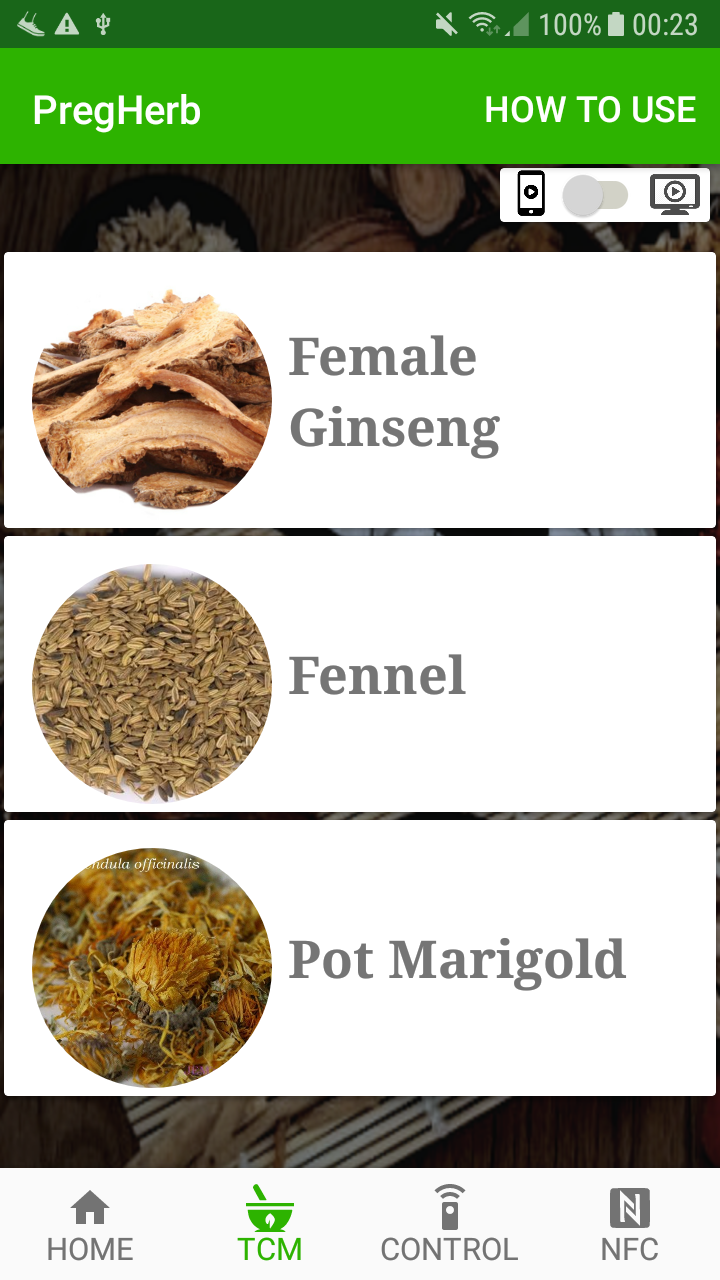 100% 00:23
PregHerb HOW TO USE
Female
Ginseng
Fennel
ndula officinalis
Pot Marigold
HOME TCM CONTROL NFC